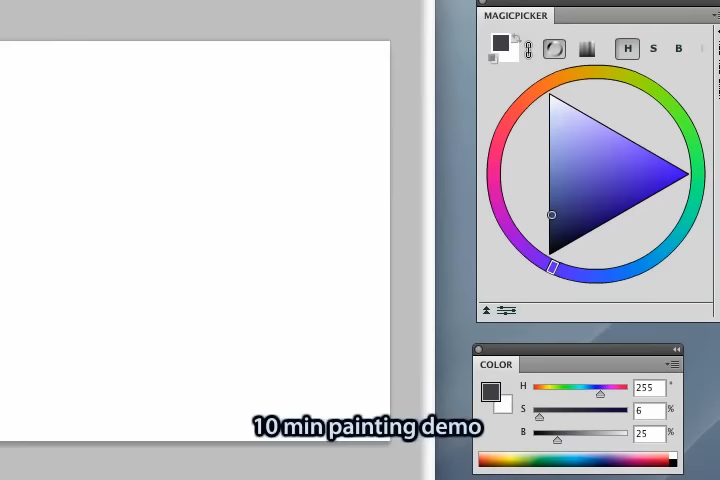 MAGICPICKER
H S B
COLOR
H 255 °
S 6 %
B 25 %
10 min painting demo